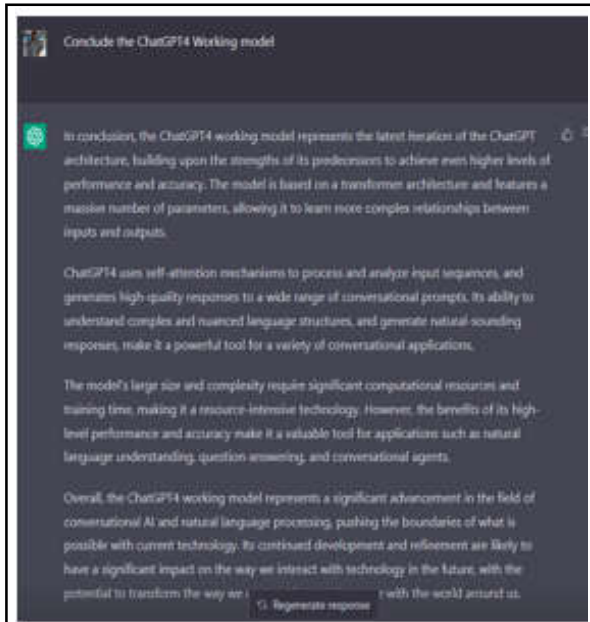 Conclude the ChatGPT4 Working model
In conclusion, the ChatGPT4 working model represents the latest iteration of the ChatGPT
architecture, building upon the strengths of its predecessors to achieve even higher levels of
performance and accuracy. The model is based on a transformer architecture and features a
massive number of parameters, allowing it to learn more complex relationships between
inputs and outputs.
ChatGPT4 uses self-attention mechanisms to process and analyze input sequences, and
generates high-quality responses to a wide range of conversational prompts. Its ability to
understand complex and nuanced language structures, and generate natural-sounding
responses, make it a powerful tool for a variety of conversational applications.
The model's large size and complexity require significant computational resources and
training time, making it a resource-intensive technology. However, the benefits of its high-
level performance and accuracy make it a valuable tool for applications such as natural
language understanding, question answering, and conversational agents.
Overall, the ChatGPT4 working model represents a significant advancement in the field of
conversational AI and natural language processing, pushing the boundaries of what is
possible with current technology. Its continued development and refinement are likely to
have a significant impact on the way we interact with technology in the future, with the
potential to transform the way we with the world around us.
Regenerate response